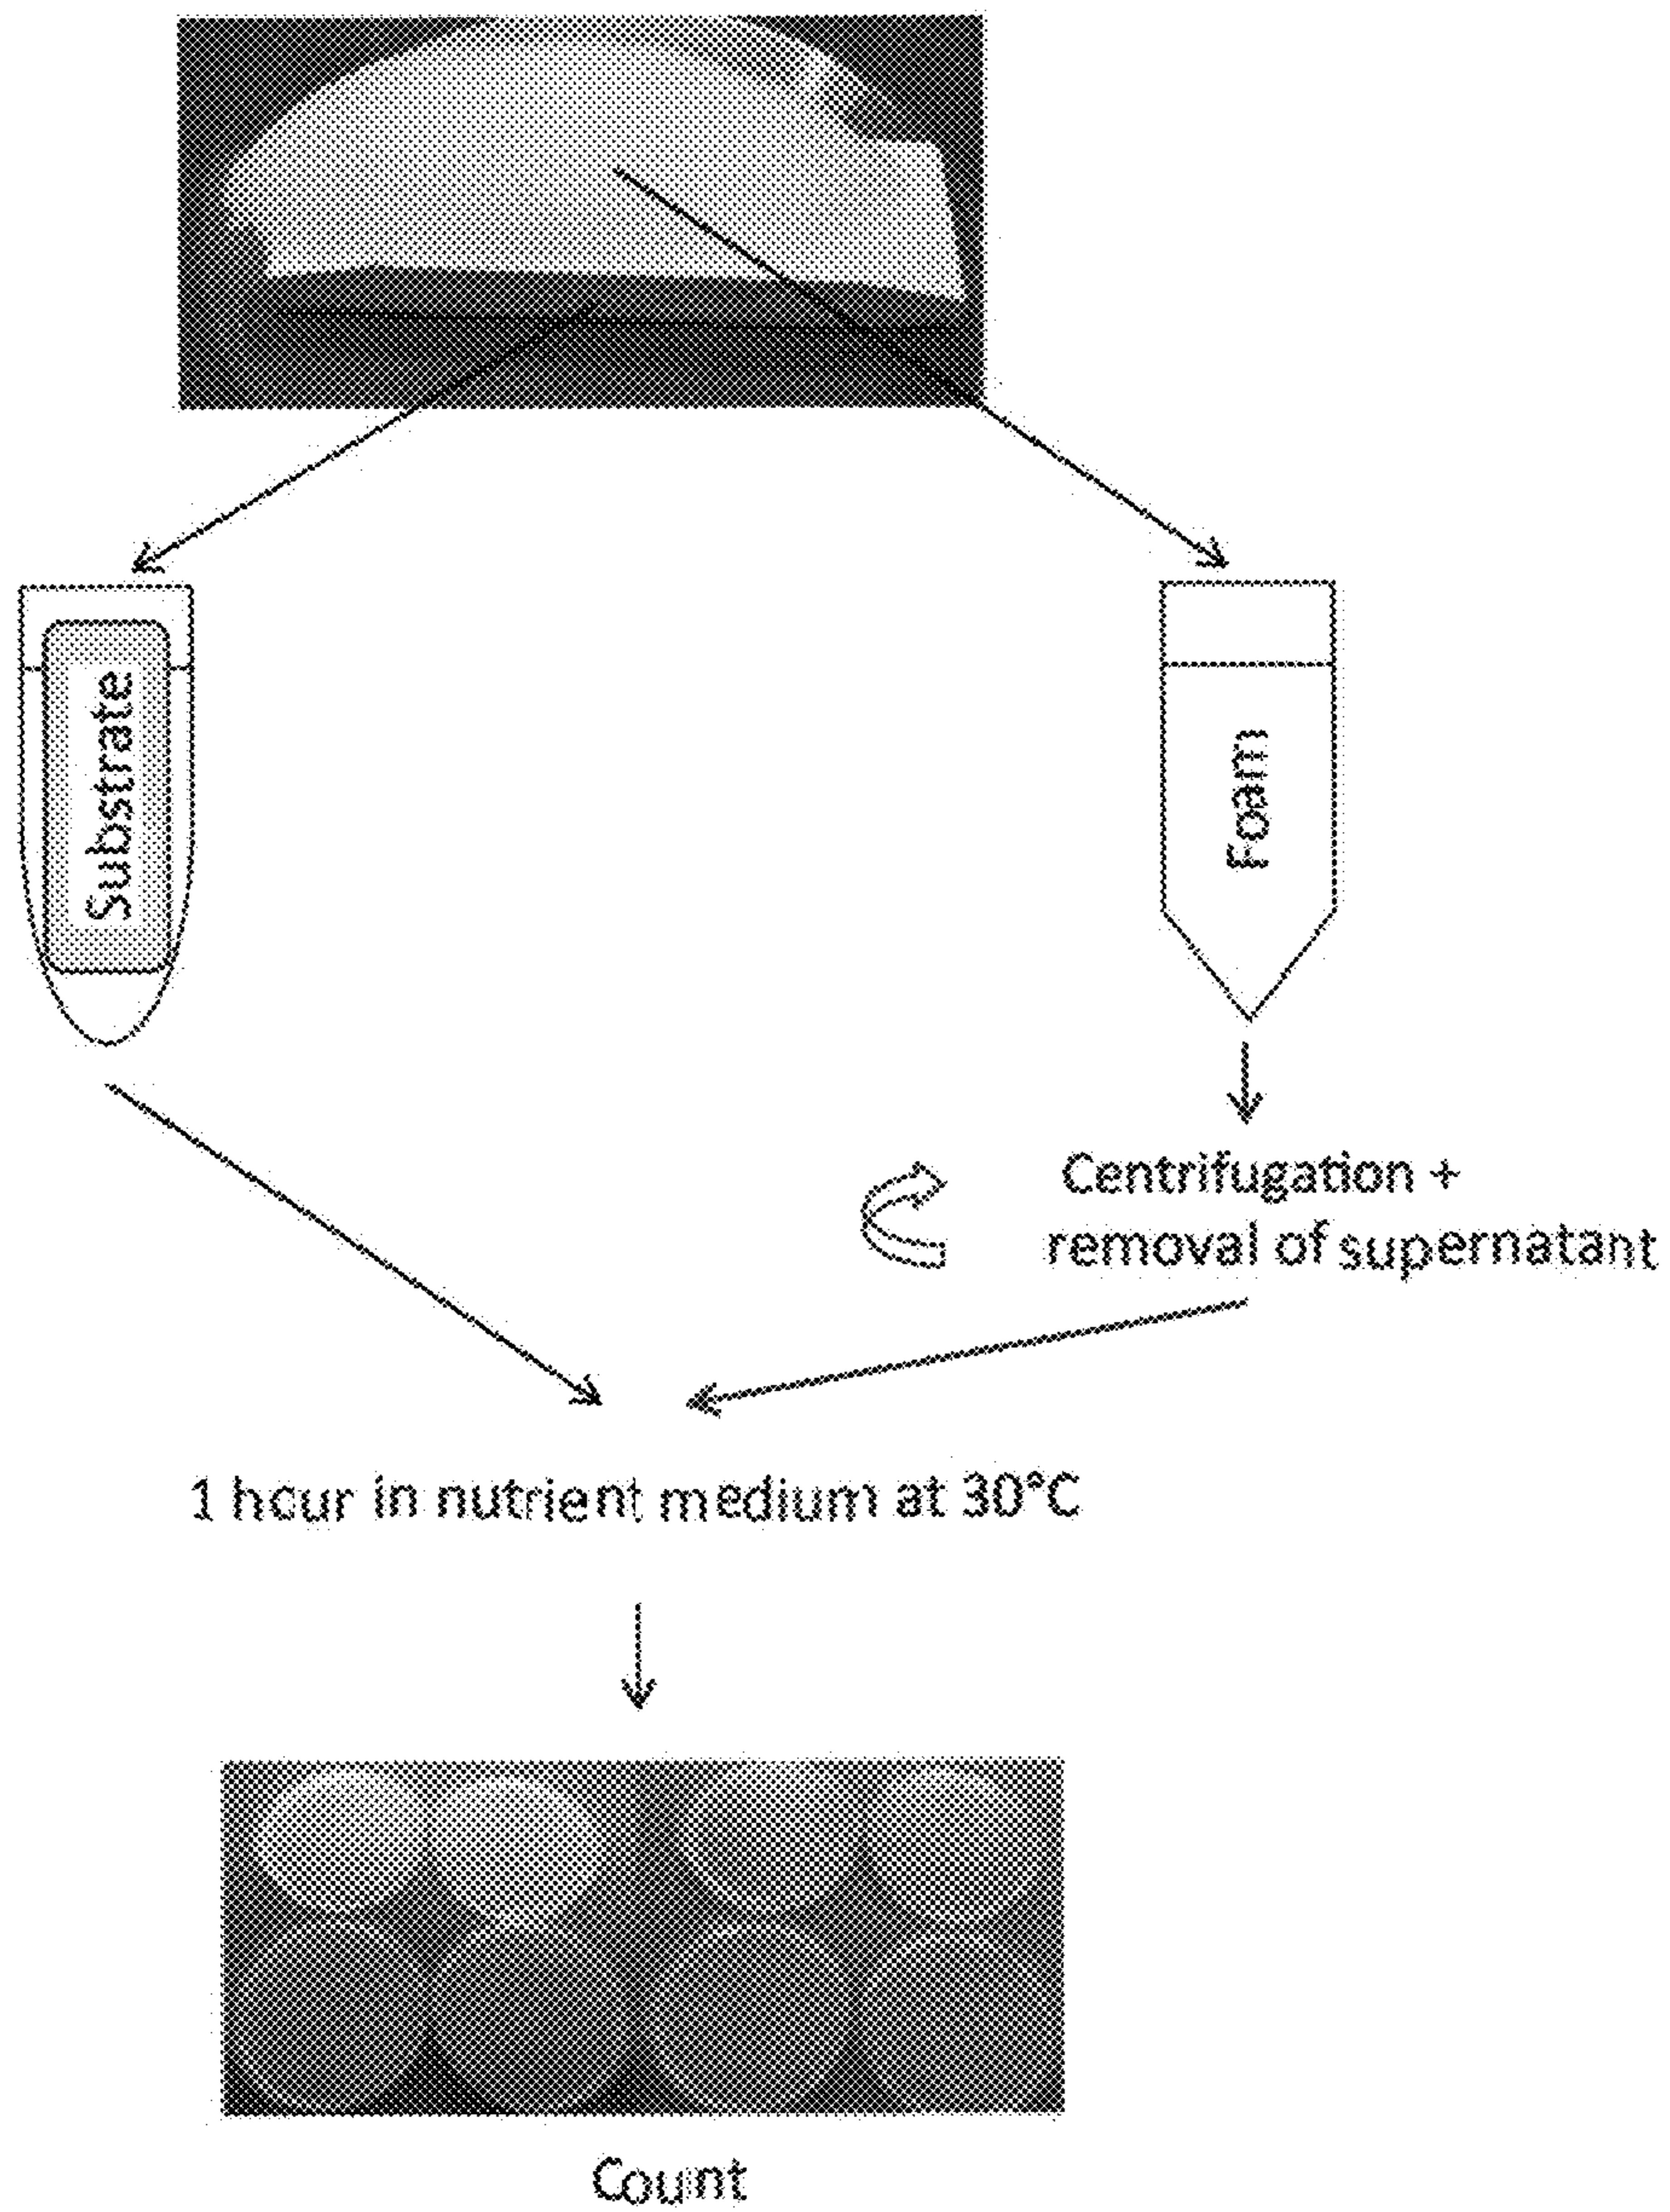 Substrate
Foam
Centrifugation +
removal of supernatant
1 hour in nutrient medium at 30°C
Count